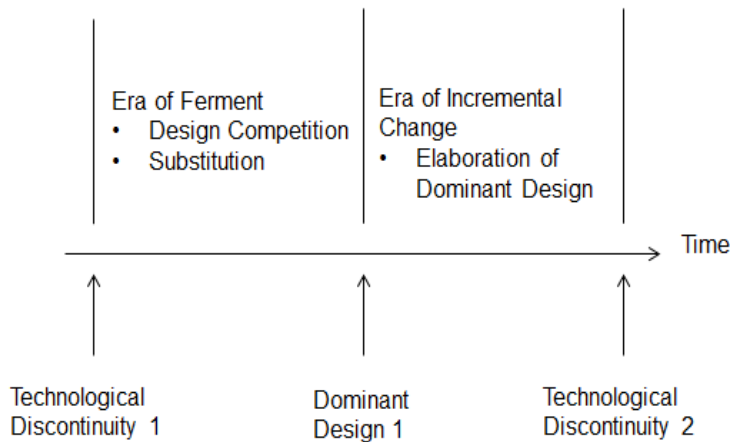 Era of Ferment
• Design Competition
• Substitution
Era of Incremental
Change
• Elaboration of
Dominant Design
Time
Technological
Discontinuity 1
Dominant
Design 1
Technological
Discontinuity 2